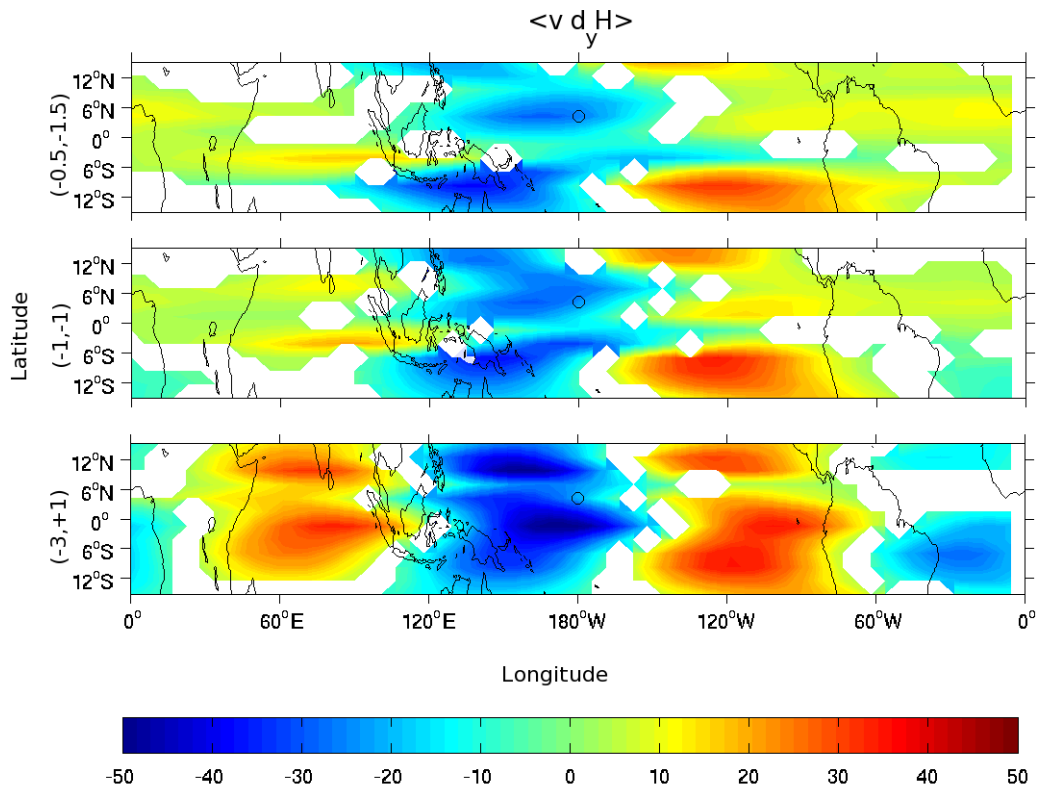 <v d_y H>
(-0.5,-1.5)
12°N
6°N
0°
6°S
12°S
Latitude
(-1,-1)
12°N
6°N
0°
6°S
12°S
(-3,+1)
12°N
6°N
0°
6°S
12°S
0° 60°E 120°E 180°W 120°W 60°W 0°
Longitude
-50 -40 -30 -20 -10 0 10 20 30 40 50